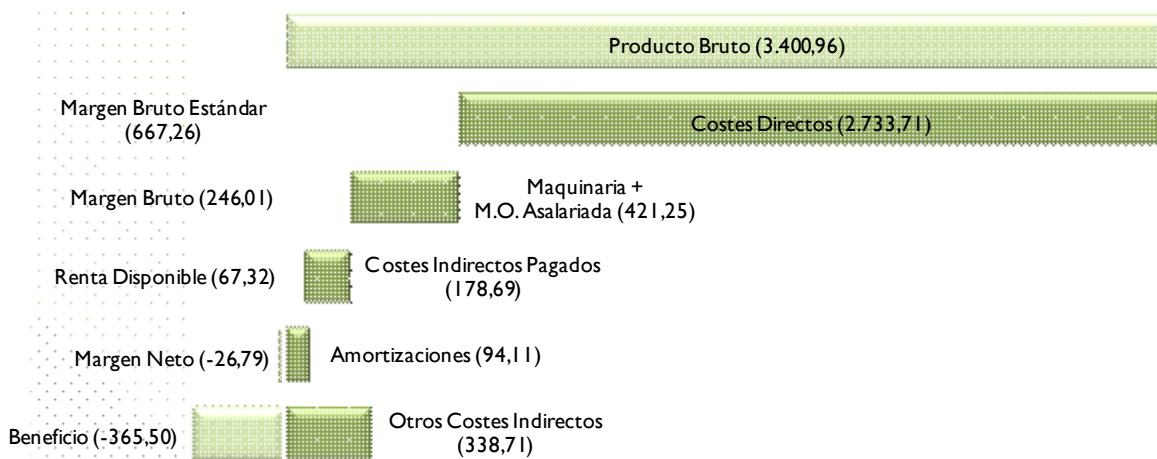 Producto Bruto (3.400,96)
Margen Bruto Estándar
(667,26)
Costes Directos (2.733,71)
Margen Bruto (246,01)
Maquinaria +
M.O. Asalariada (421,25)
Renta Disponible (67,32)
Costes Indirectos Pagados
(178,69)
Margen Neto (-26,79)
Amortizaciones (94,11)
Beneficio (-365,50)
Otros Costes Indirectos
(338,71)